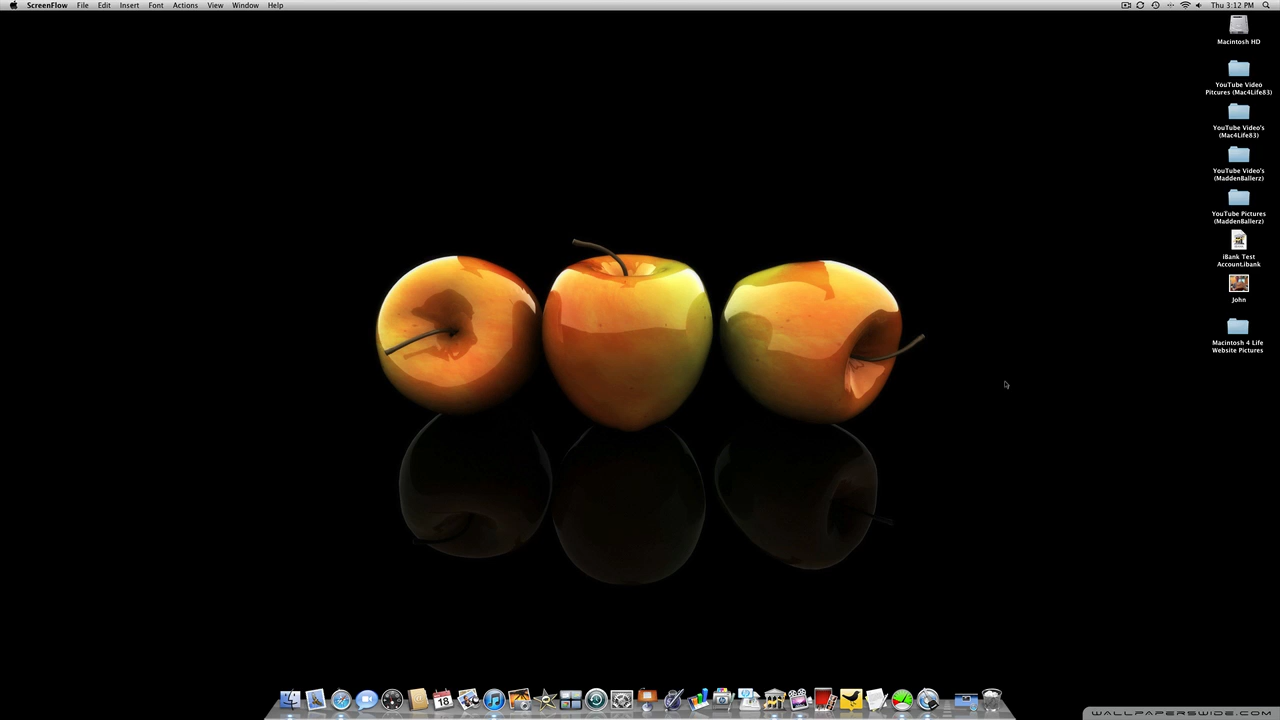 ScreenFlow File Edit Insert Font Actions View Window Help
Thu 3:12 PM
Macintosh HD
YouTube Video
Pitcures (Mac4Life83)
YouTube Video's
(Mac4Life83)
YouTube Video's
(MaddenBallerz)
YouTube Pictures
(MaddenBallerz)
iBank Test
Account.ibank
John
Macintosh 4 Life
Website Pictures
18
WALLPAPERSWIDE.COM